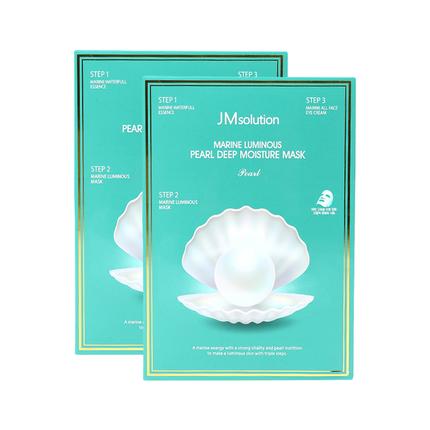 STEP 1
MARINE WATERFULL
ESSENCE
STEP 3
PEAR
STEP 2
MARINE LUMINOUS
MASK
A marine
STEP 1
MARINE WATERFULL
ESSENCE
STEP 3
MARINE ALL FACE
EYE CREAM
JMsolution
MARINE LUMINOUS
PEARL DEEP MOISTURE MASK
Pearl
STEP 2
MARINE LUMINOUS
MASK
A marine energy with a strong vitality and pearl nutrition
to make a luminous skin with triple steps.